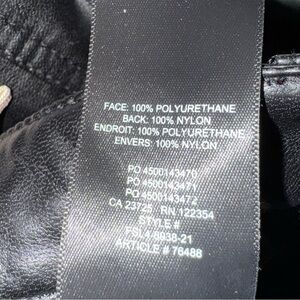 FACE: 100% POLYURETHANE
BACK: 100% NYLON
ENDROIT: 100% POLYURETHANE
ENVERS: 100% NYLON
PO 4500143470
PO 4500143471
PO 4500143472
CA 23725 RN 122354
STYLE #
FSL4-8938-21
ARTICLE # 76488